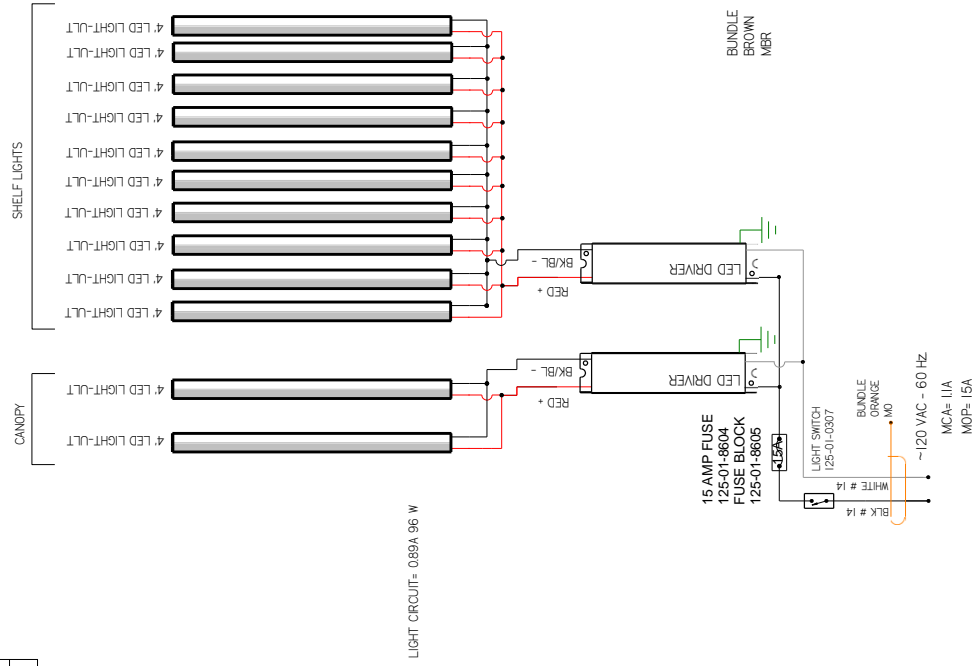 SHELF LIGHTS
4' LED LIGHT-ULT
4' LED LIGHT-ULT
4' LED LIGHT-ULT
4' LED LIGHT-ULT
4' LED LIGHT-ULT
4' LED LIGHT-ULT
4' LED LIGHT-ULT
4' LED LIGHT-ULT
4' LED LIGHT-ULT
4' LED LIGHT-ULT
CANOPY
4' LED LIGHT-ULT
4' LED LIGHT-ULT
BUNDLE
BROWN
MBR
BK/BL -
RED +
LED DRIVER
BK/BL -
RED +
LED DRIVER
LIGHT CIRCUIT= 0.89A 96 W
15 AMP FUSE
125-01-8604
FUSE BLOCK
125-01-8605
15A
LIGHT SWITCH
125-01-0307
BUNDLE
ORANGE
MO
WHITE # 14
BLK # 14
~120 VAC - 60 HZ
MCA= 1.1A
MOP= 15A